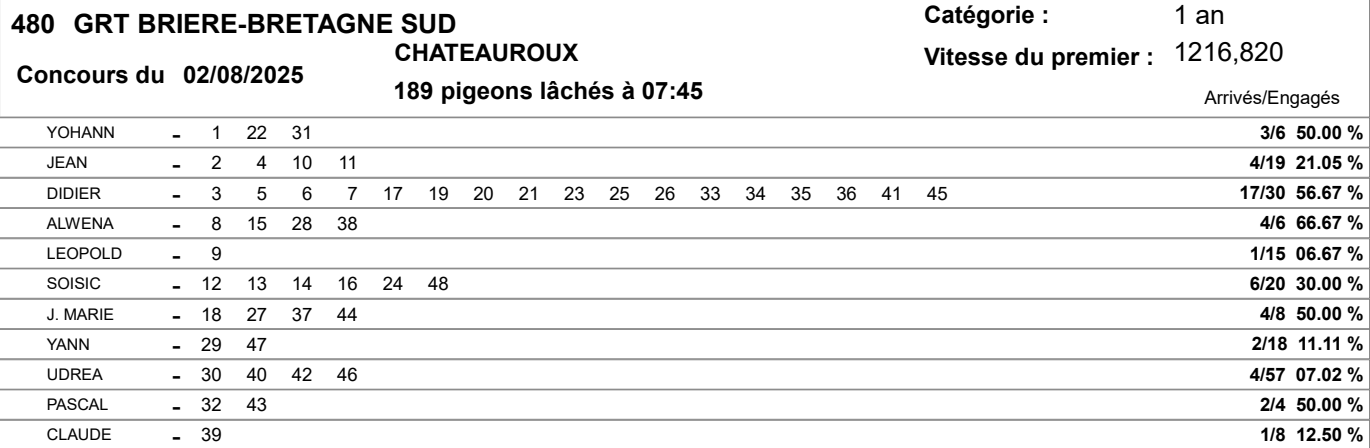 480 GRT BRIERE-BRETAGNE SUD
Catégorie : 1 an
CHATEAUROUX
Vitesse du premier : 1216,820
Concours du 02/08/2025
189 pigeons lâchés à 07:45
Arrivés/Engagés
YOHANN - 1 22 31 3/6 50.00 %
JEAN - 2 4 10 11 4/19 21.05 %
DIDIER - 3 5 6 7 17 19 20 21 23 25 26 33 34 35 36 41 45 17/30 56.67 %
ALWENA - 8 15 28 38 4/6 66.67 %
LEOPOLD - 9 1/15 06.67 %
SOISIC - 12 13 14 16 24 48 6/20 30.00 %
J. MARIE - 18 27 37 44 4/8 50.00 %
YANN - 29 47 2/18 11.11 %
UDREA - 30 40 42 46 4/57 07.02 %
PASCAL - 32 43 2/4 50.00 %
CLAUDE - 39 1/8 12.50 %